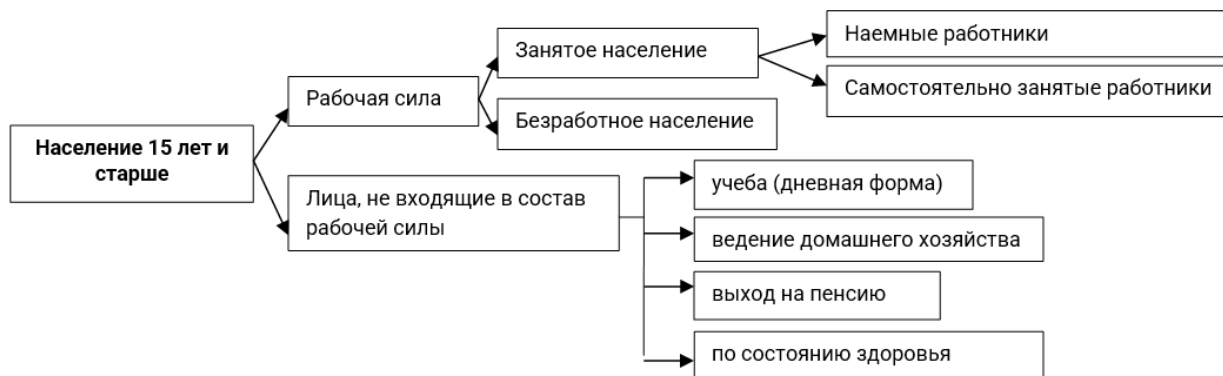 Население 15 лет и
старше
Рабочая сила
Занятое население
Наемные работники
Самостоятельно занятые работники
Безработное население
Лица, не входящие в состав
рабочей силы
учеба (дневная форма)
ведение домашнего хозяйства
выход на пенсию
по состоянию здоровья